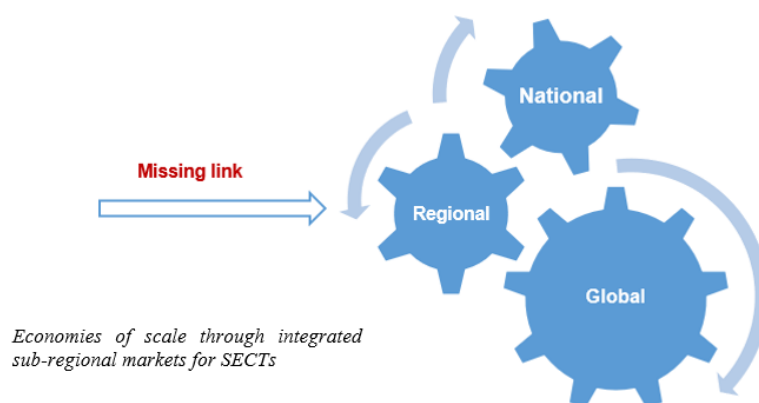 National
Missing link
Regional
Global
Economies of scale through integrated
sub-regional markets for SECTs